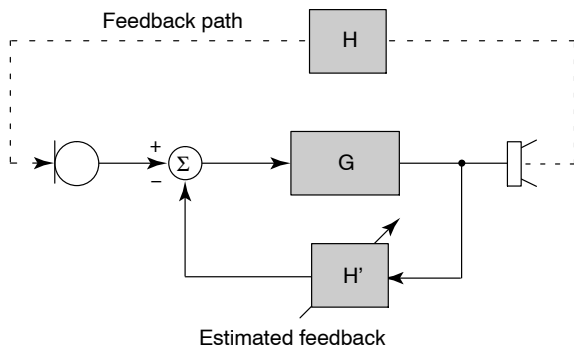 Feedback path
H
+
Σ
−
G
H'
Estimated feedback